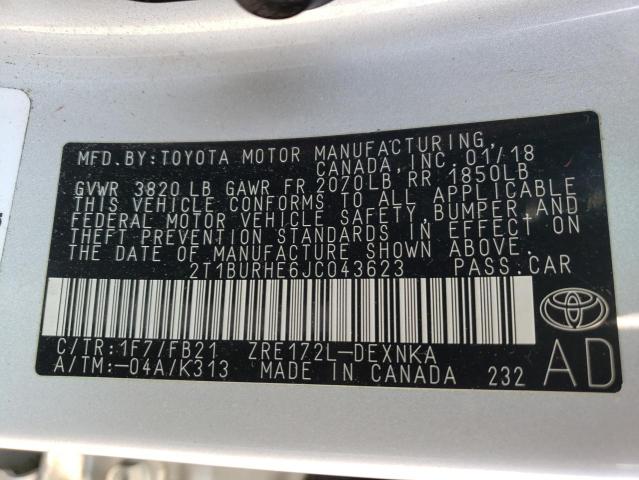 MFD. BY: TOYOTA MOTOR MANUFACTURING,
CANADA, INC. 01/18
GVWR 3820 LB GAWR FR 2070LB, RR 1850LB
THIS VEHICLE CONFORMS TO ALL APPLICABLE
FEDERAL MOTOR VEHICLE SAFETY, BUMPER, AND
THEFT PREVENTION STANDARDS IN EFFECT ON
THE DATE OF MANUFACTURE SHOWN ABOVE.
2T1BURHE6JC043623 PASS. CAR
C/TR: 1F7/FB21 ZRE172L-DEXNKA
A/TM: -04A/K313 MADE IN CANADA 232
AD